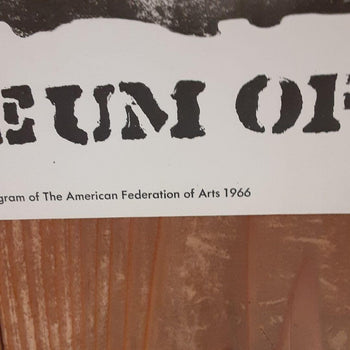 EUM OF
gram of The American Federation of Arts 1966